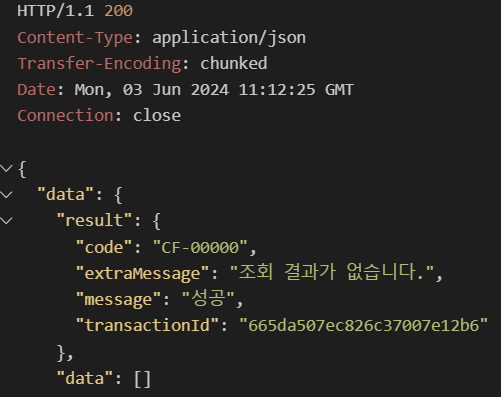 HTTP/1.1 200
Content-Type: application/json
Transfer-Encoding: chunked
Date: Mon, 03 Jun 2024 11:12:25 GMT
Connection: close
{
"data": {
"result": {
"code": "CF-00000",
"extraMessage": "조회 결과가 없습니다.",
"message": "성공",
"transactionId": "665da507ec826c37007e12b6"
},
"data": []